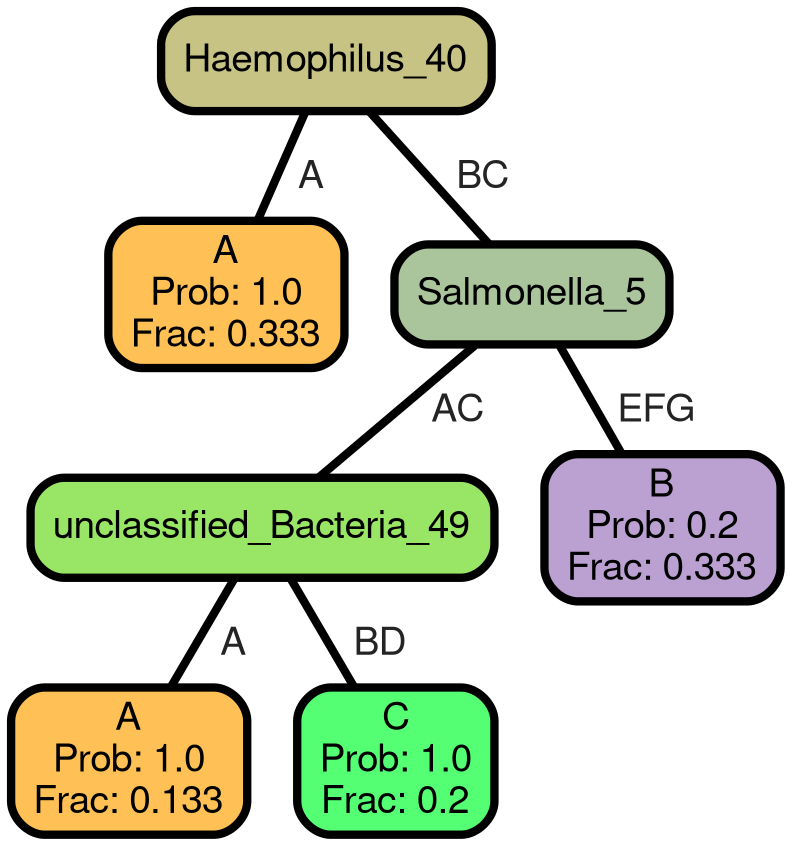 Haemophilus_40
A
BC
A
Prob: 1.0
Frac: 0.333
Salmonella_5
AC
EFG
unclassified_Bacteria_49
B
Prob: 0.2
Frac: 0.333
A
BD
A
Prob: 1.0
Frac: 0.133
C
Prob: 1.0
Frac: 0.2